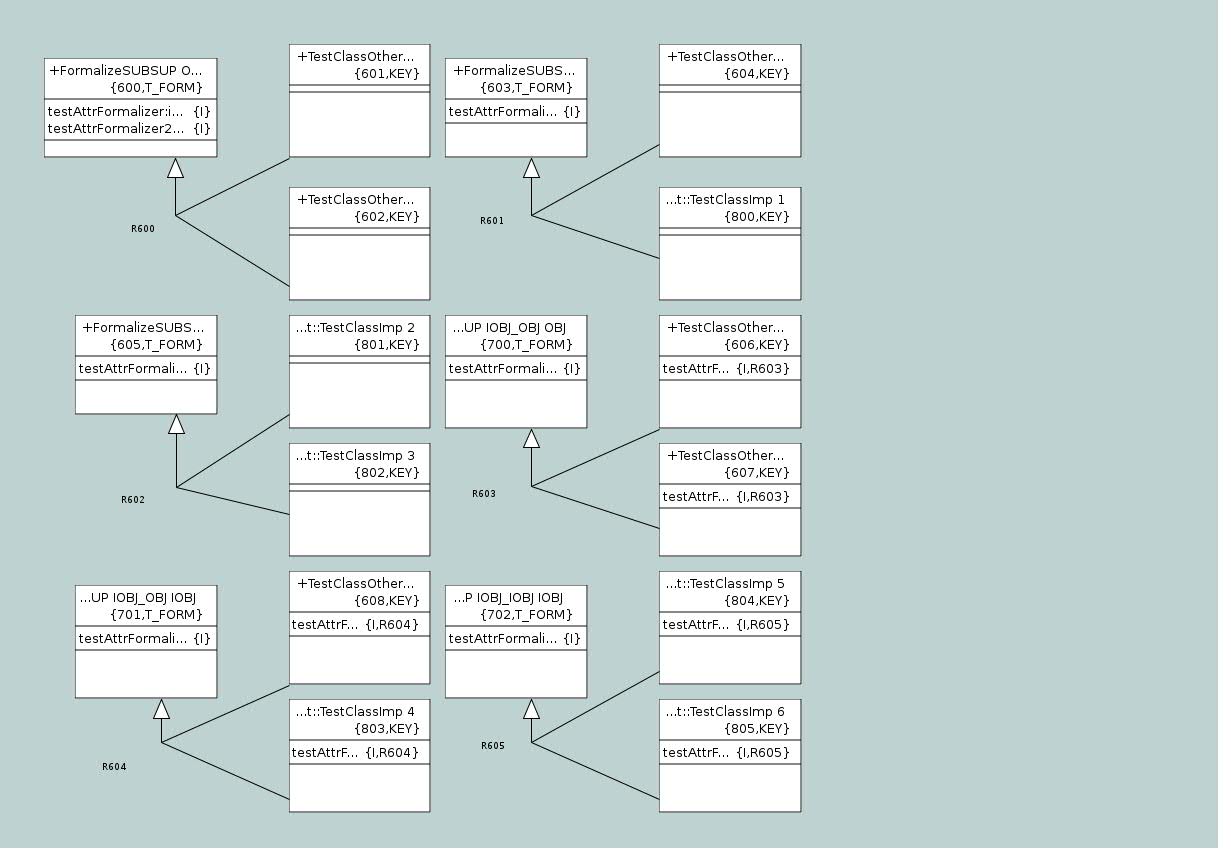 +FormalizeSUBSUP O...
{600,T_FORM}
testAttrFormalizer:i... {I}
testAttrFormalizer2... {I}
+TestClassOther...
{601,KEY}
+TestClassOther...
{602,KEY}
R600
+FormalizeSUBS...
{603,T_FORM}
testAttrFormali... {I}
+TestClassOther...
{604,KEY}
...t::TestClassImp 1
{800,KEY}
R601
+FormalizeSUBS...
{605,T_FORM}
testAttrFormali... {I}
...t::TestClassImp 2
{801,KEY}
...t::TestClassImp 3
{802,KEY}
R602
...UP IOBJ_OBJ OBJ
{700,T_FORM}
testAttrFormali... {I}
+TestClassOther...
{606,KEY}
testAttrF... {I,R603}
+TestClassOther...
{607,KEY}
testAttrF... {I,R603}
R603
...UP IOBJ_OBJ IOBJ
{701,T_FORM}
testAttrFormali... {I}
+TestClassOther...
{608,KEY}
testAttrF... {I,R604}
...t::TestClassImp 4
{803,KEY}
testAttrF... {I,R604}
R604
...P IOBJ_IOBJ IOBJ
{702,T_FORM}
testAttrFormali... {I}
...t::TestClassImp 5
{804,KEY}
testAttrF... {I,R605}
...t::TestClassImp 6
{805,KEY}
testAttrF... {I,R605}
R605